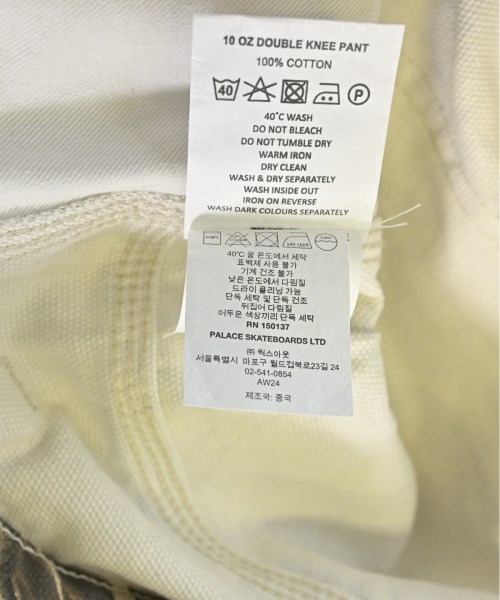 10 OZ DOUBLE KNEE PANT
100% COTTON
40
P
40˚C WASH
DO NOT BLEACH
DO NOT TUMBLE DRY
WARM IRON
DRY CLEAN
WASH & DRY SEPARATELY
WASH INSIDE OUT
IRON ON REVERSE
WASH DARK COLOURS SEPARATELY
40℃ 물 온도에서 세탁
표백제 사용 불가
기계 건조 불가
낮은 온도에서 다림질
드라이 클리닝 가능
단독 세탁 및 단독 건조
뒤집어 다림질
어두운 색상끼리 단독 세탁
RN 150137
PALACE SKATEBOARDS LTD
㈜ 웍스아웃
서울특별시 마포구 월드컵북로23길 24
02-541-0854
AW24
제조국: 중국